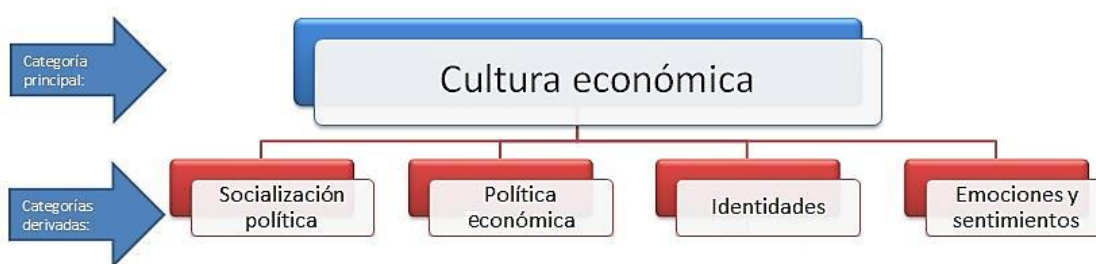 Categoría
principal:
Cultura económica
Categorías
derivadas:
Socialización
política
Política
económica
Identidades
Emociones y
sentimientos